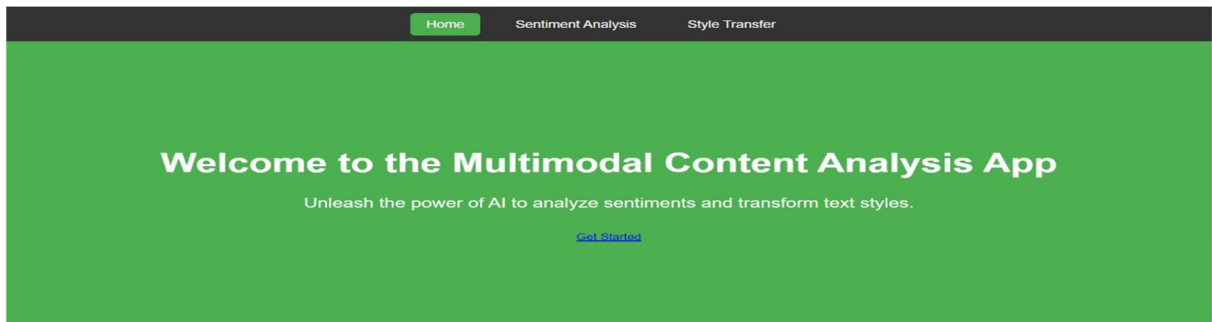 Home Sentiment Analysis Style Transfer
Welcome to the Multimodal Content Analysis App
Unleash the power of AI to analyze sentiments and transform text styles.
Get Started